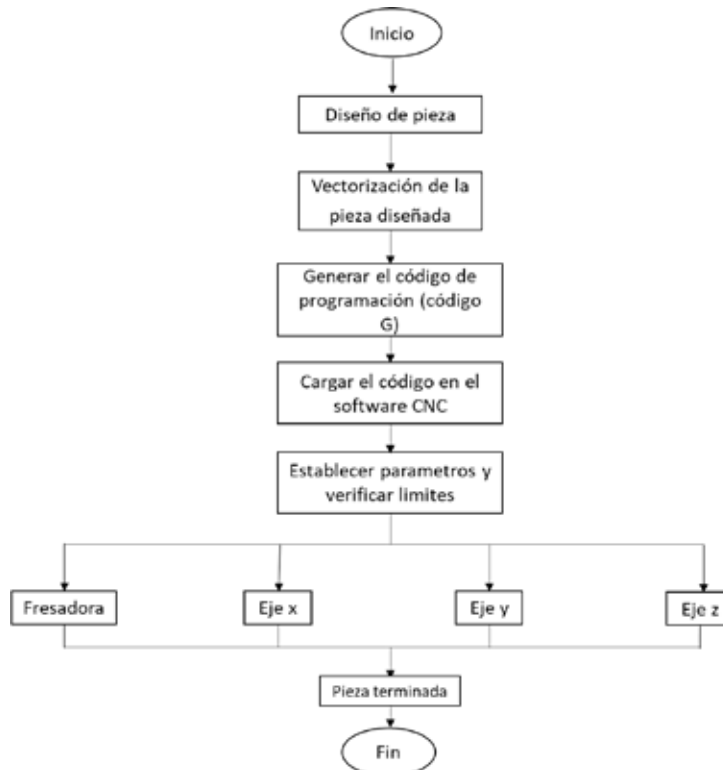 Inicio
Diseño de pieza
Vectorización de la
pieza diseñada
Generar el código de
programación (código
G)
Cargar el código en el
software CNC
Establecer parametros y
verificar limites
Fresadora
Eje x
Eje y
Eje z
Pieza terminada
Fin